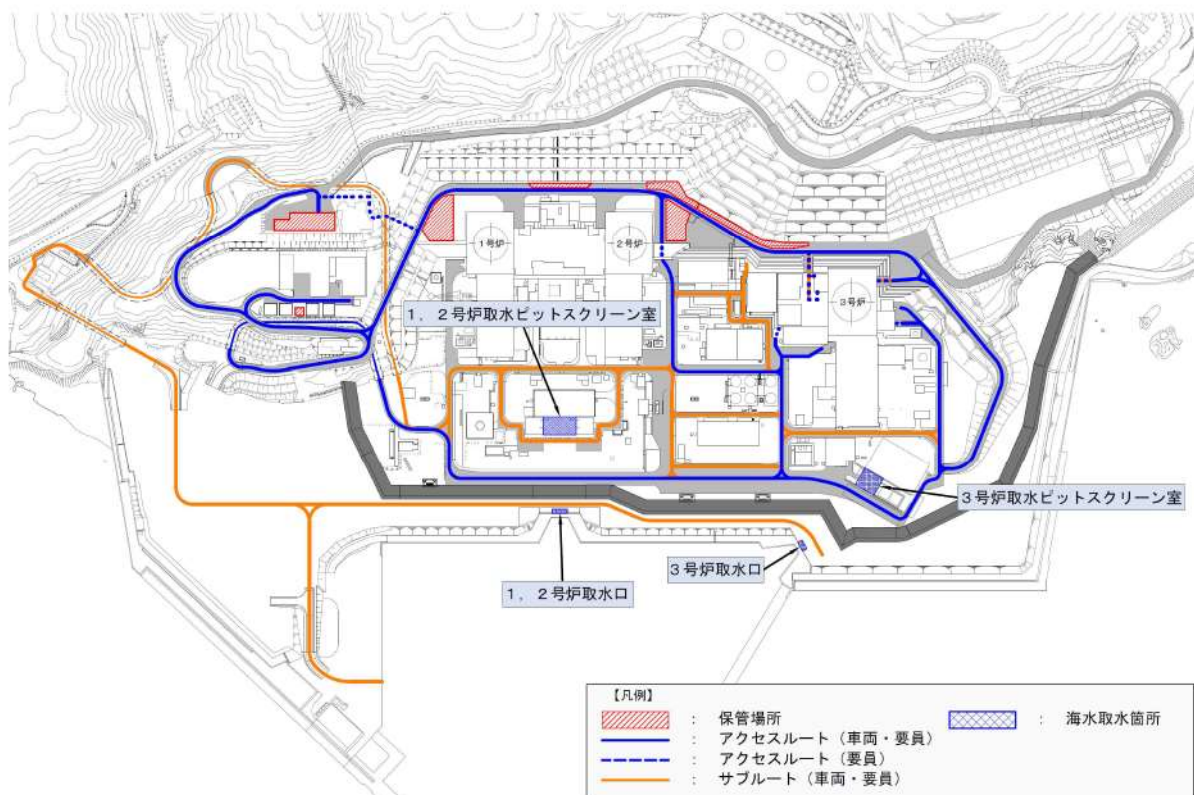 1号炉
2号炉
3号炉
1,2号炉取水ピットスクリーン室
3号炉取水ピットスクリーン室
3号炉取水口
1,2号炉取水口
【凡例】
: 保管場所
: 海水取水箇所
: アクセスルート(車両・要員)
: アクセスルート(要員)
: サブルート(車両・要員)